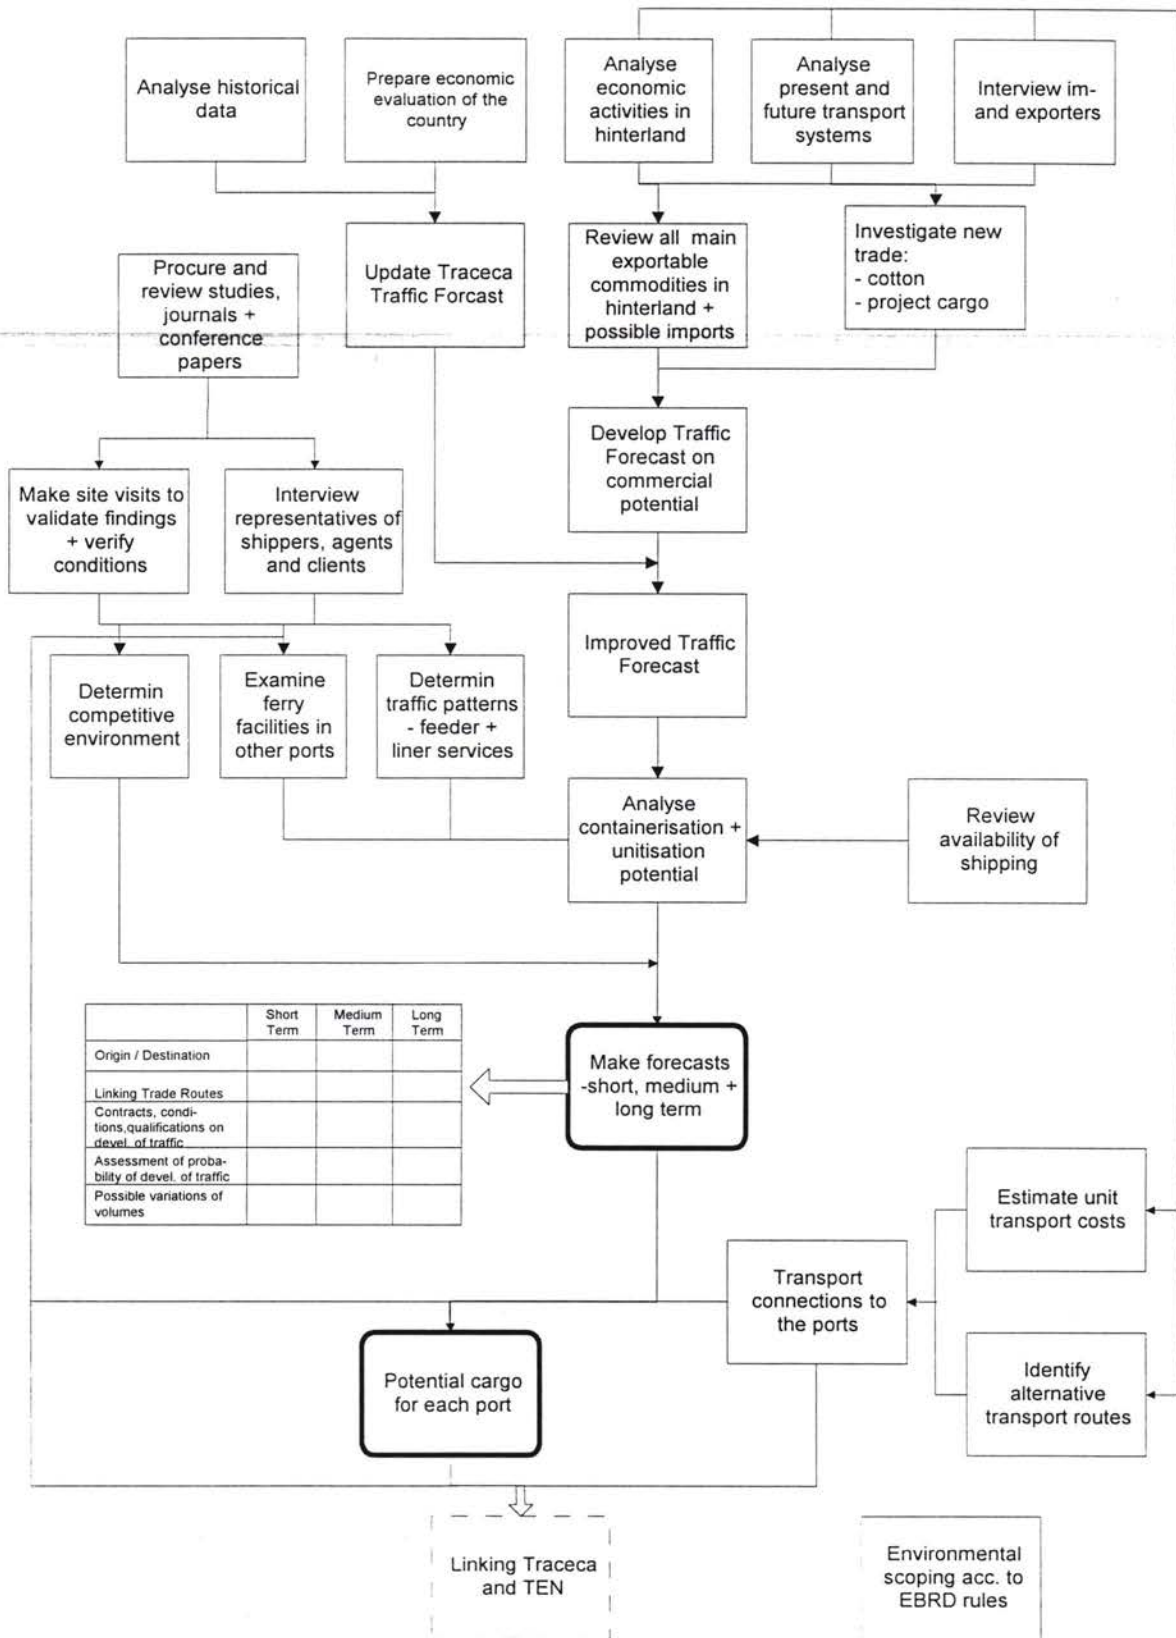 Analyse historical
data
Prepare economic
evaluation of the
country
Analyse
economic
activities in
hinterland
Analyse
present and
future transport
systems
Interview im-
and exporters
Procure and
review studies,
journals +
conference
papers
Update Traceca
Traffic Forcast
Review all main
exportable
commodities in
hinterland +
possible imports
Investigate new
trade:
- cotton
- project cargo
Develop Traffic
Forecast on
commercial
potential
Make site visits to
validate findings
+ verify
conditions
Interview
representatives of
shippers, agents
and clients
Improved Traffic
Forecast
Determin
competitive
environment
Examine
ferry
facilities in
other ports
Determin
traffic patterns
- feeder +
liner services
Analyse
containerisation +
unitisation
potential
Review
availability of
shipping
Short
Term
Medium
Term
Long
Term
Origin / Destination
Linking Trade Routes
Contracts, condi-
tions,qualifications on
devel. of traffic
Assessment of proba-
bility of devel. of traffic
Possible variations of
volumes
Make forecasts
-short, medium +
long term
Estimate unit
transport costs
Transport
connections to
the ports
Identify
alternative
transport routes
Potential cargo
for each port
Linking Traceca
and TEN
Environmental
scoping acc. to
EBRD rules